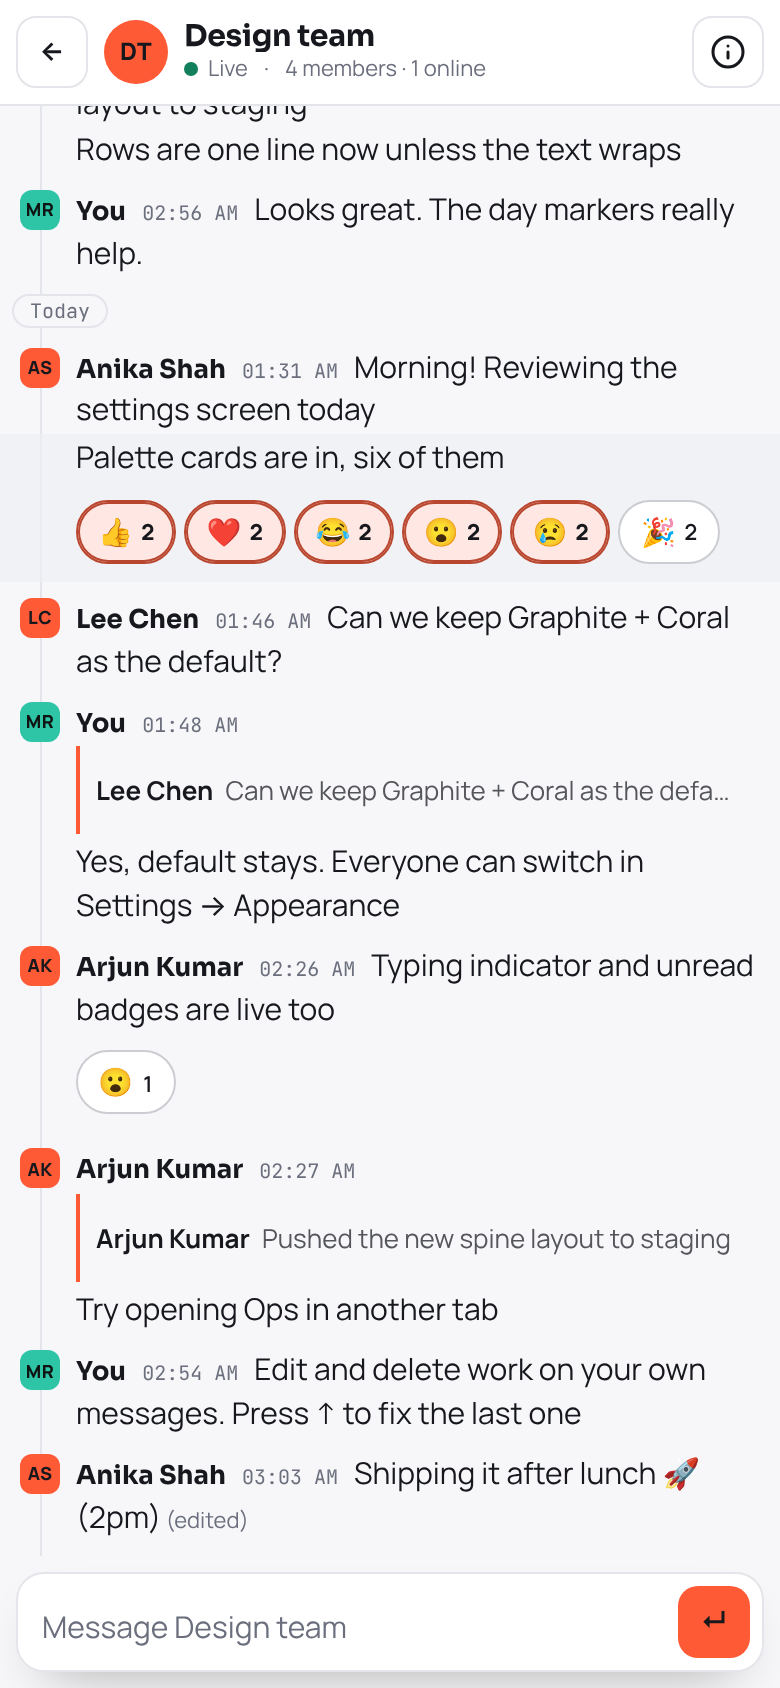 DT
Design team
Live · 4 members · 1 online
layout to staging
Rows are one line now unless the text wraps
MR You 02:56 AM Looks great. The day markers really
help.
Today
AS Anika Shah 01:31 AM Morning! Reviewing the
settings screen today
Palette cards are in, six of them
👍 2 ❤️ 2 😂 2 😮 2 😢 2 🎉 2
LC Lee Chen 01:46 AM Can we keep Graphite + Coral
as the default?
MR You 01:48 AM
Lee Chen Can we keep Graphite + Coral as the defa...
Yes, default stays. Everyone can switch in
Settings → Appearance
AK Arjun Kumar 02:26 AM Typing indicator and unread
badges are live too
😮 1
AK Arjun Kumar 02:27 AM
Arjun Kumar Pushed the new spine layout to staging
Try opening Ops in another tab
MR You 02:54 AM Edit and delete work on your own
messages. Press ↑ to fix the last one
AS Anika Shah 03:03 AM Shipping it after lunch 🚀
(2pm) (edited)
Message Design team